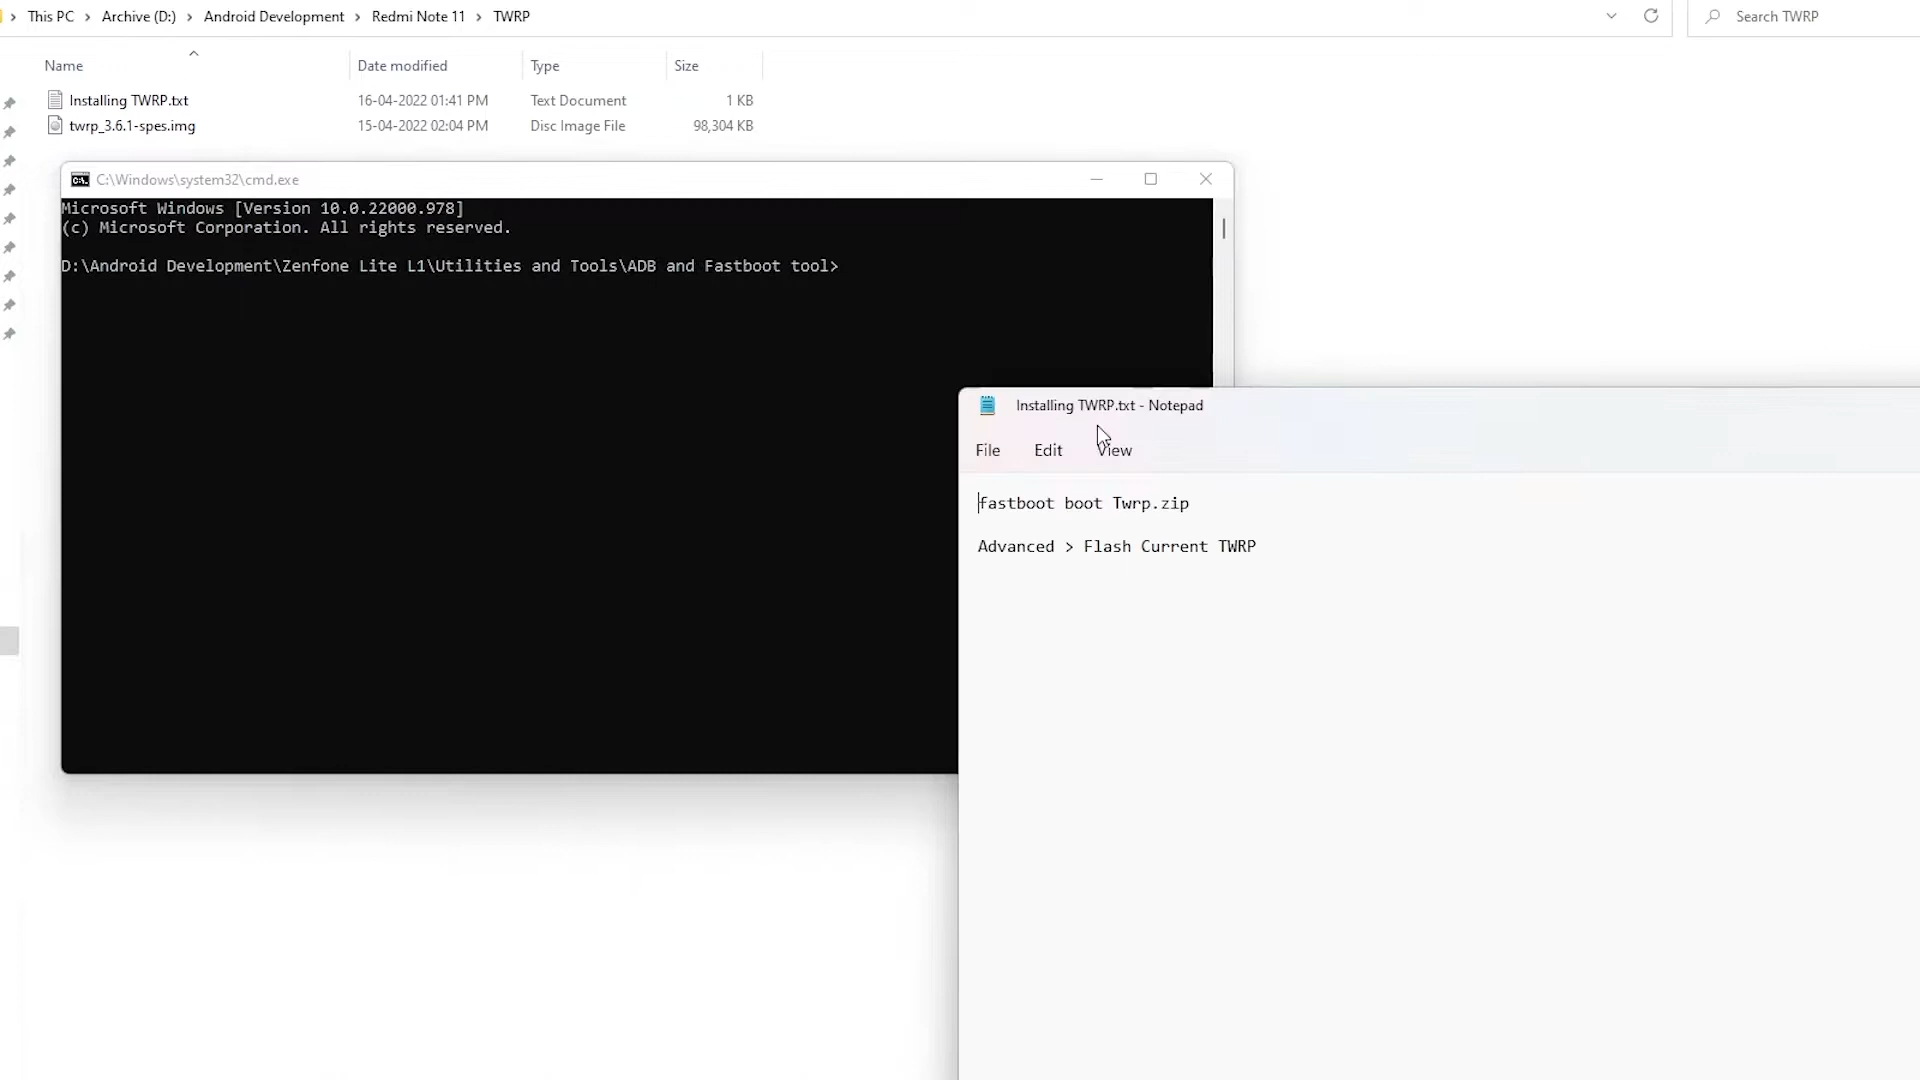 This PC > Archive (D:) > Android Development > Redmi Note 11 > TWRP
Search TWRP
Name Date modified Type Size
Installing TWRP.txt 16-04-2022 01:41 PM Text Document 1 KB
twrp_3.6.1-spes.img 15-04-2022 02:04 PM Disc Image File 98,304 KB
C:\Windows\system32\cmd.exe
Microsoft Windows [Version 10.0.22000.978]
(c) Microsoft Corporation. All rights reserved.
D:\Android Development\Zenfone Lite L1\Utilities and Tools\ADB and Fastboot tool>
Installing TWRP.txt - Notepad
File Edit View
fastboot boot Twrp.zip
Advanced > Flash Current TWRP